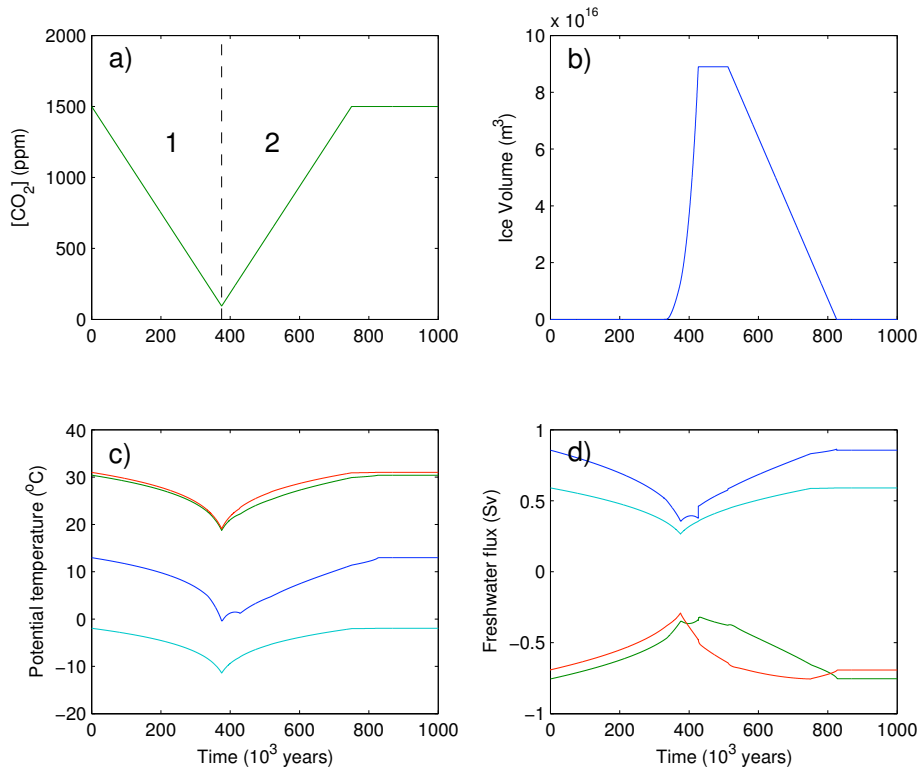 a)
1
2
[CO2] (ppm)
2000
1500
1000
500
0
0 200 400 600 800 1000
x 10^16
b)
Ice Volume (m^3)
10
8
6
4
2
0
0 200 400 600 800 1000
c)
Potential temperature (°C)
40
30
20
10
0
−10
−20
0 200 400 600 800 1000
Time (10^3 years)
d)
Freshwater flux (Sv)
1
0.5
0
−0.5
−1
0 200 400 600 800 1000
Time (10^3 years)